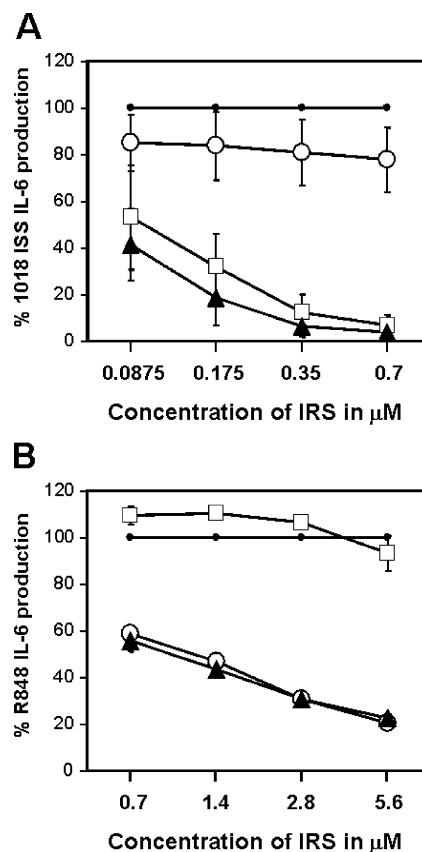 A
% 1018 ISS IL-6 production
120
100
80
60
40
20
0
0.0875 0.175 0.35 0.7
Concentration of IRS in μM
B
% R848 IL-6 production
120
100
80
60
40
20
0
0.7 1.4 2.8 5.6
Concentration of IRS in μM